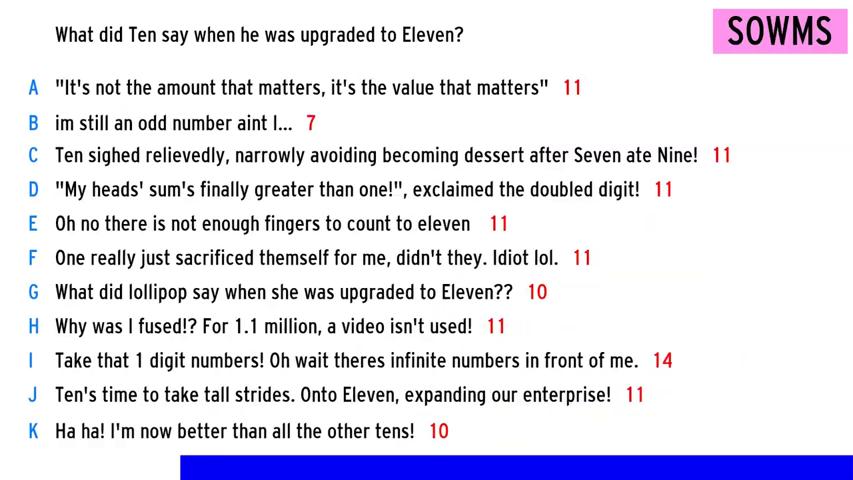 What did Ten say when he was upgraded to Eleven?
SOWMS
A "It's not the amount that matters, it's the value that matters" 11
B im still an odd number aint I... 7
C Ten sighed relievedly, narrowly avoiding becoming dessert after Seven ate Nine! 11
D "My heads' sum's finally greater than one!", exclaimed the doubled digit! 11
E Oh no there is not enough fingers to count to eleven 11
F One really just sacrificed themself for me, didn't they. Idiot lol. 11
G What did lollipop say when she was upgraded to Eleven?? 10
H Why was I fused!? For 1.1 million, a video isn't used! 11
I Take that 1 digit numbers! Oh wait theres infinite numbers in front of me. 14
J Ten's time to take tall strides. Onto Eleven, expanding our enterprise! 11
K Ha ha! I'm now better than all the other tens! 10